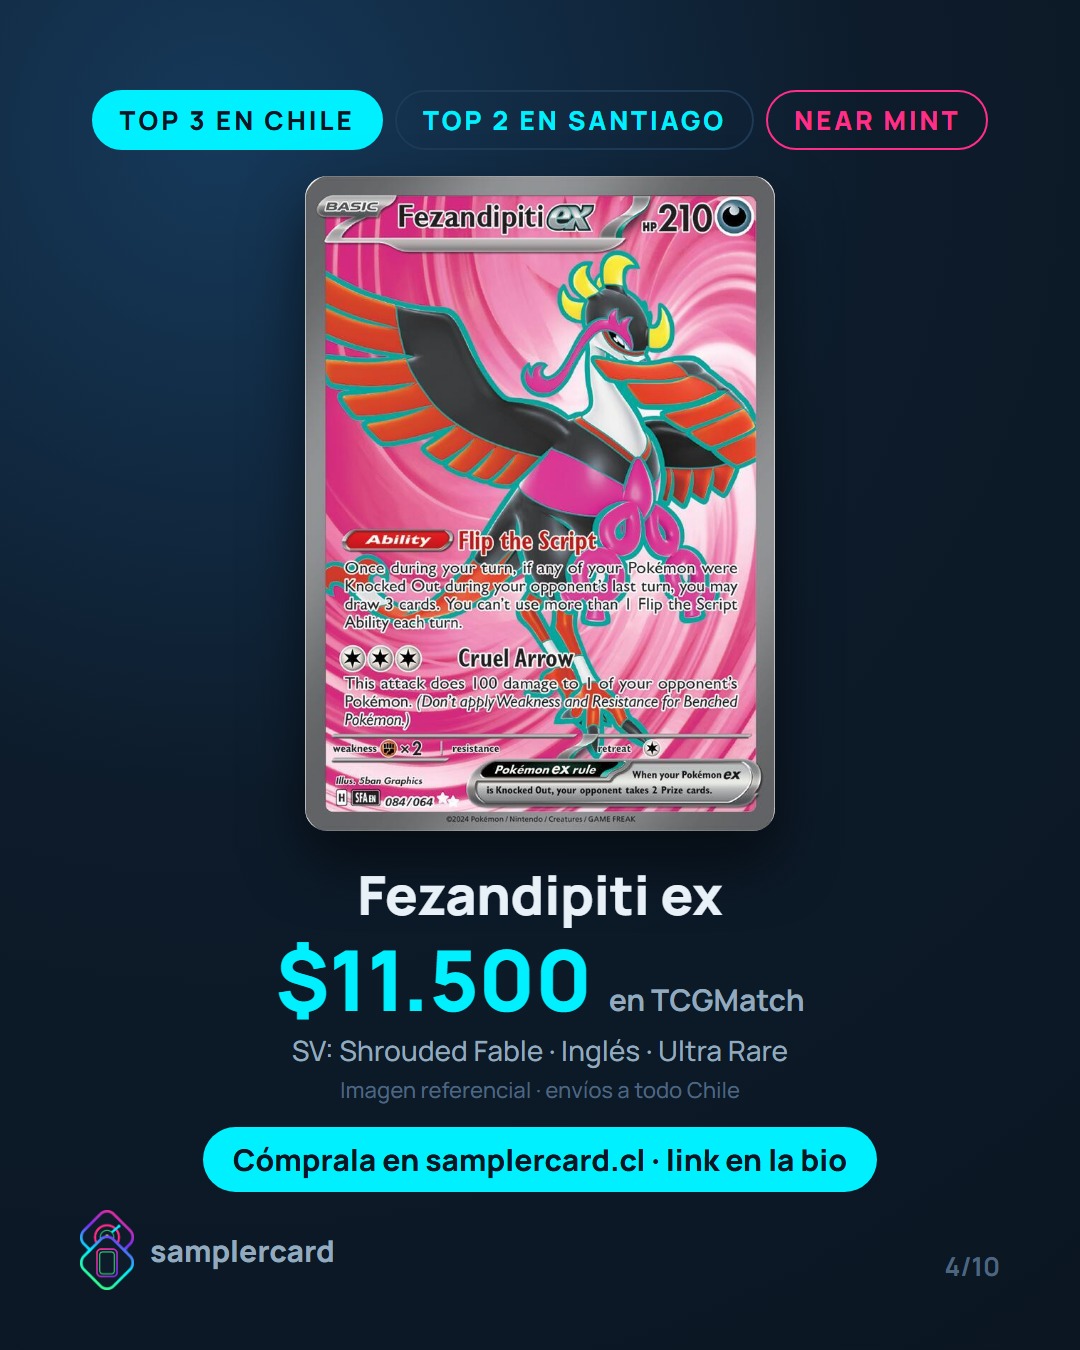 TOP 3 EN CHILE
TOP 2 EN SANTIAGO
NEAR MINT
BASIC
Fezandipiti ex
HP 210
Ability Flip the Script
Once during your turn, if any of your Pokémon were
Knocked Out during your opponent's last turn, you may
draw 3 cards. You can't use more than 1 Flip the Script
Ability each turn.
Cruel Arrow
This attack does 100 damage to 1 of your opponent's
Pokémon. (Don't apply Weakness and Resistance for Benched
Pokémon.)
weakness ×2 resistance retreat
Illus. 5ban Graphics
H SFA EN 084/064
Pokémon ex rule When your Pokémon ex
is Knocked Out, your opponent takes 2 Prize cards.
©2024 Pokémon / Nintendo / Creatures / GAME FREAK
Fezandipiti ex
$11.500 en TCGMatch
SV: Shrouded Fable · Inglés · Ultra Rare
Imagen referencial · envíos a todo Chile
Cómprala en samplercard.cl · link en la bio
samplercard
4/10